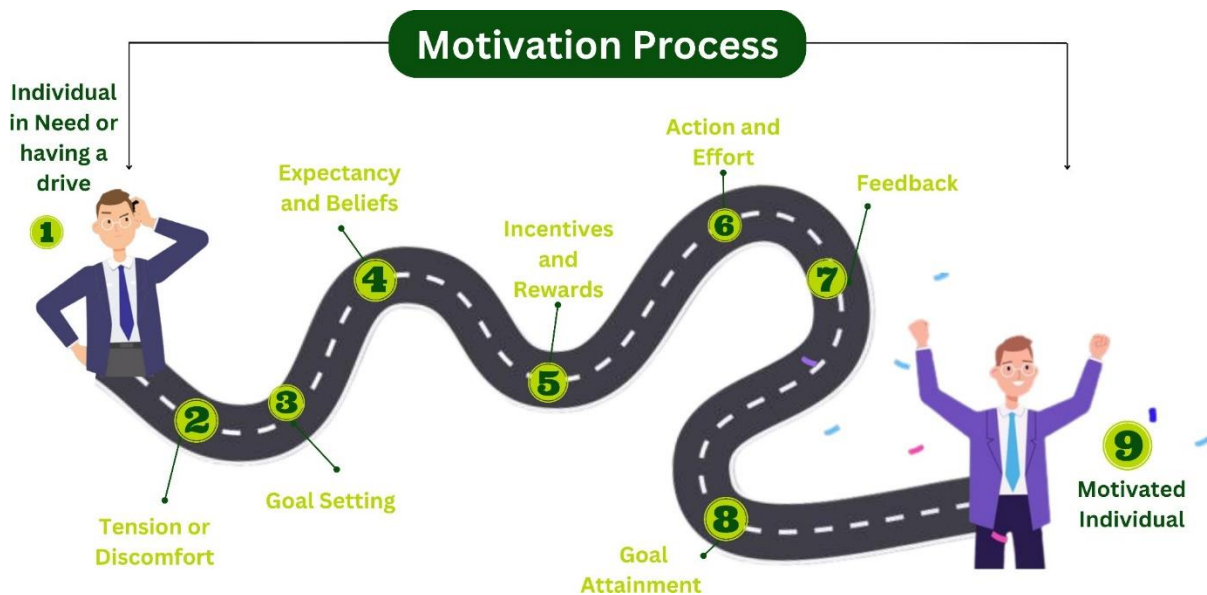 Motivation Process
Individual
in Need or
having a
drive
1
2
Tension or
Discomfort
3
Goal Setting
Expectancy
and Beliefs
4
Incentives
and
Rewards
5
Action and
Effort
6
Feedback
7
8
Goal
Attainment
9
Motivated
Individual